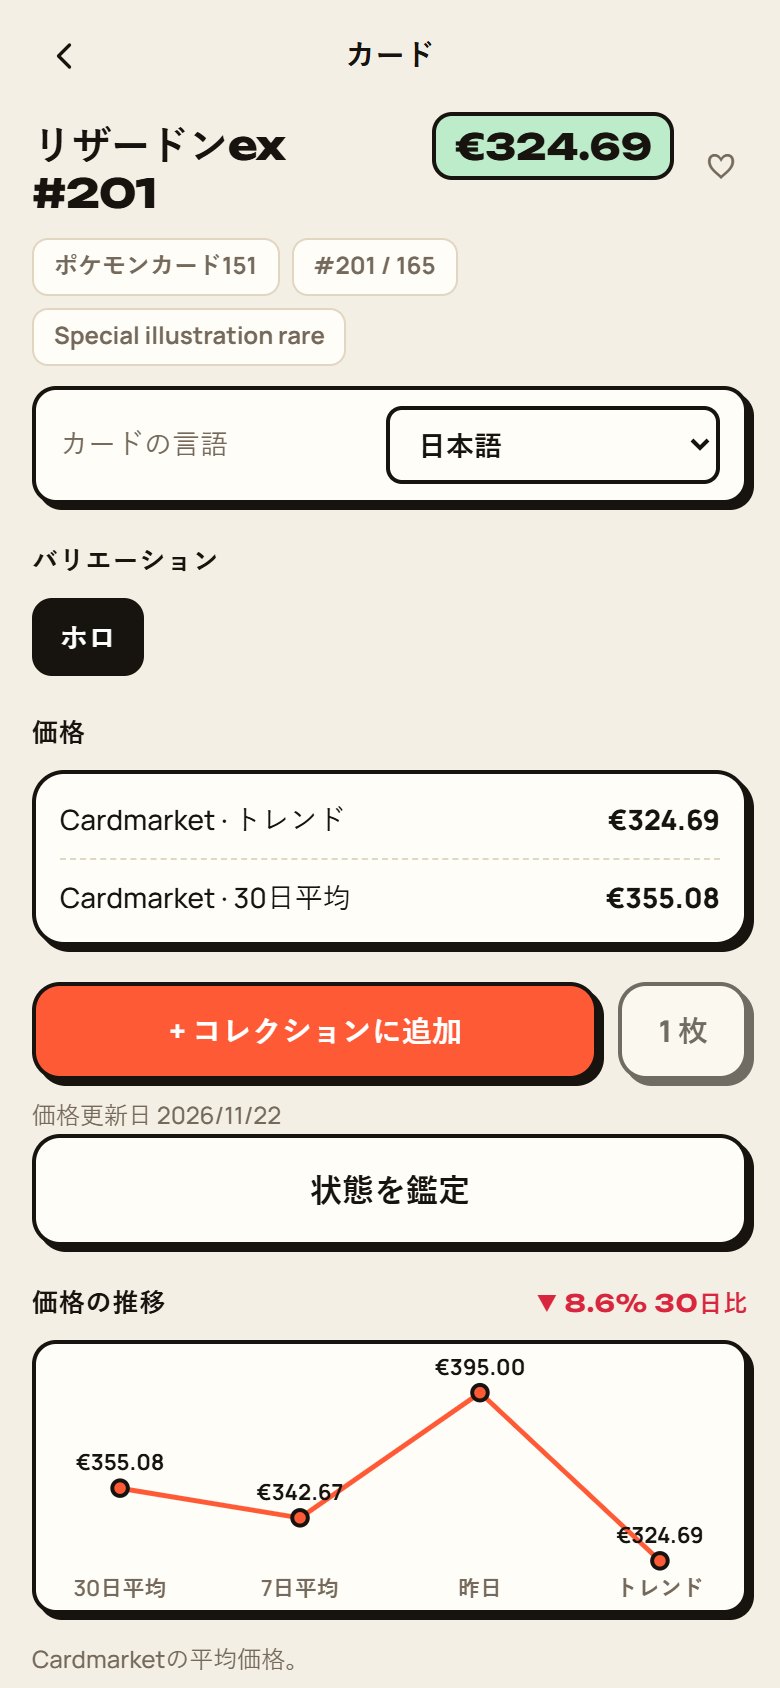 カード
リザードンex
#201
€324.69
ポケモンカード151
#201 / 165
Special illustration rare
カードの言語
日本語
バリエーション
ホロ
価格
Cardmarket · トレンド
€324.69
Cardmarket · 30日平均
€355.08
+ コレクションに追加
1 枚
価格更新日 2026/11/22
状態を鑑定
価格の推移
▼ 8.6% 30日比
€355.08
€342.67
€395.00
€324.69
30日平均
7日平均
昨日
トレンド
Cardmarketの平均価格。